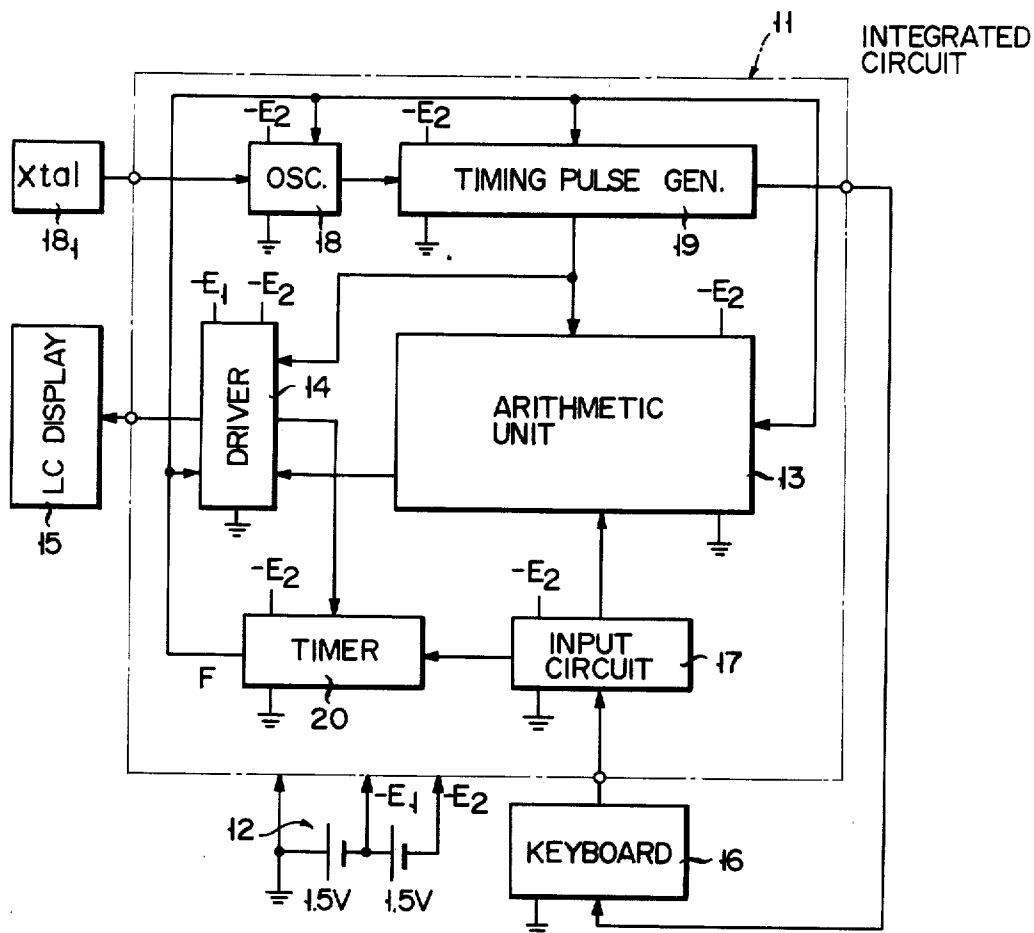 11
INTEGRATED
CIRCUIT
-E2
-E2
Xtal
OSC.
TIMING PULSE GEN.
181
18
19
-E1
-E2
-E2
LC DISPLAY
DRIVER
14
ARITHMETIC
UNIT
13
15
-E2
-E2
TIMER
INPUT
CIRCUIT
17
F
20
-E1
-E2
12
KEYBOARD
16
1.5V
1.5V